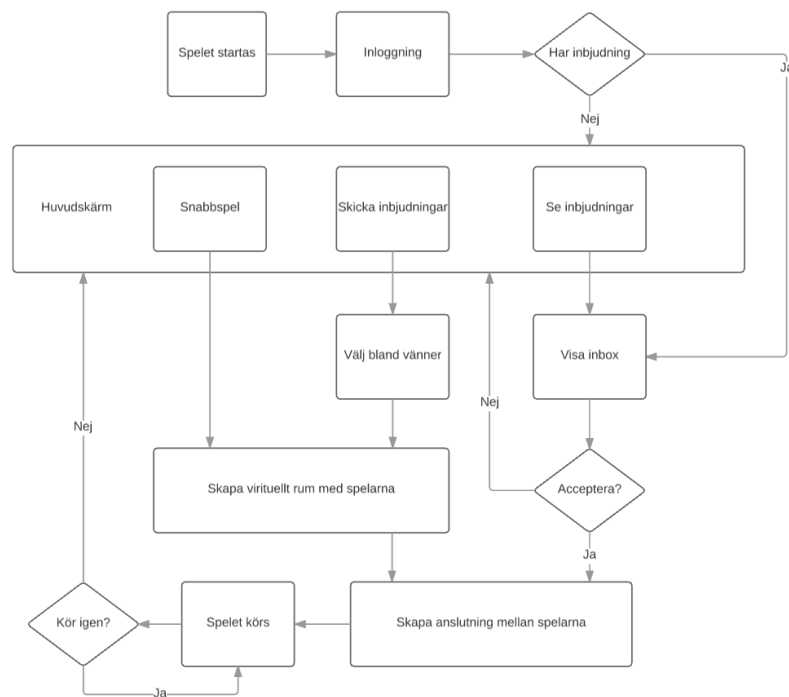 Spelet startas
Inloggning
Har inbjudning
Ja
Nej
Huvudskärm
Snabbspel
Skicka inbjudningar
Se inbjudningar
Välj bland vänner
Visa inbox
Nej
Nej
Skapa virituellt rum med spelarna
Acceptera?
Ja
Kör igen?
Spelet körs
Skapa anslutning mellan spelarna
Ja